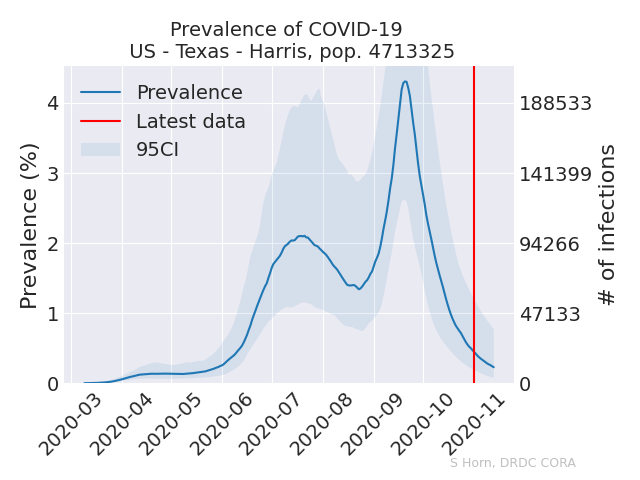 Prevalence of COVID-19
US - Texas - Harris, pop. 4713325
Prevalence
Latest data
95CI
Prevalence (%)
4
3
2
1
0
188533
141399
94266
47133
0
# of infections
2020-03
2020-04
2020-05
2020-06
2020-07
2020-08
2020-09
2020-10
2020-11
S Horn, DRDC CORA